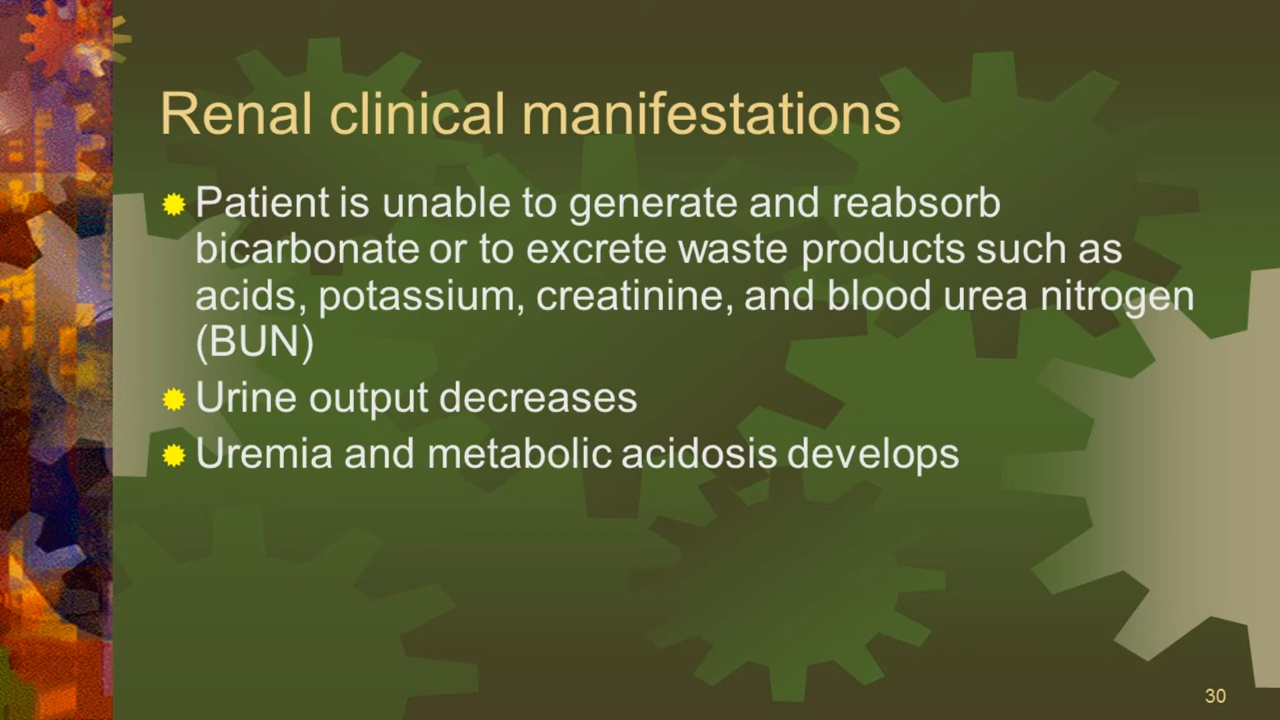 Renal clinical manifestations
Patient is unable to generate and reabsorb
bicarbonate or to excrete waste products such as
acids, potassium, creatinine, and blood urea nitrogen
(BUN)
Urine output decreases
Uremia and metabolic acidosis develops
30